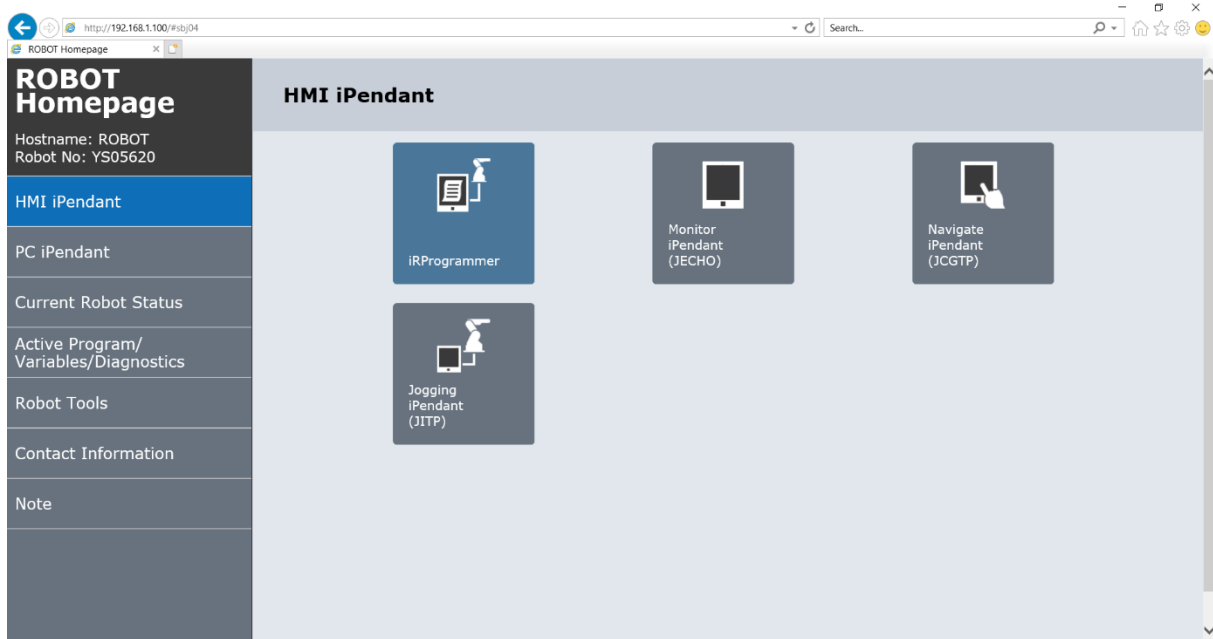 http://192.168.1.100/#sbj04
Search...
ROBOT Homepage
ROBOT
Homepage
Hostname: ROBOT
Robot No: YS05620
HMI iPendant
PC iPendant
Current Robot Status
Active Program/
Variables/Diagnostics
Robot Tools
Contact Information
Note
HMI iPendant
iRProgrammer
Monitor
iPendant
(JECHO)
Navigate
iPendant
(JCGTP)
Jogging
iPendant
(JITP)